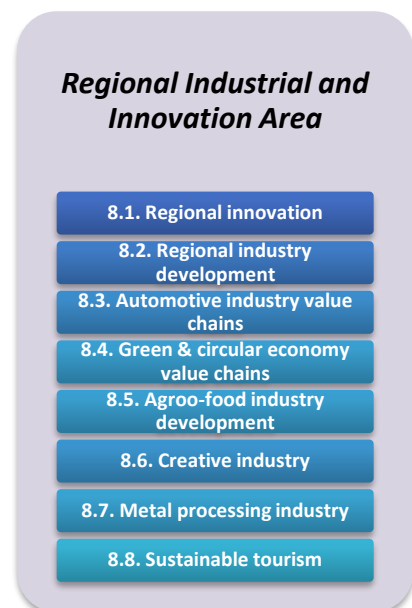 Regional Industrial and
Innovation Area
8.1. Regional innovation
8.2. Regional industry
development
8.3. Automotive industry value
chains
8.4. Green & circular economy
value chains
8.5. Agroo-food industry
development
8.6. Creative industry
8.7. Metal processing industry
8.8. Sustainable tourism